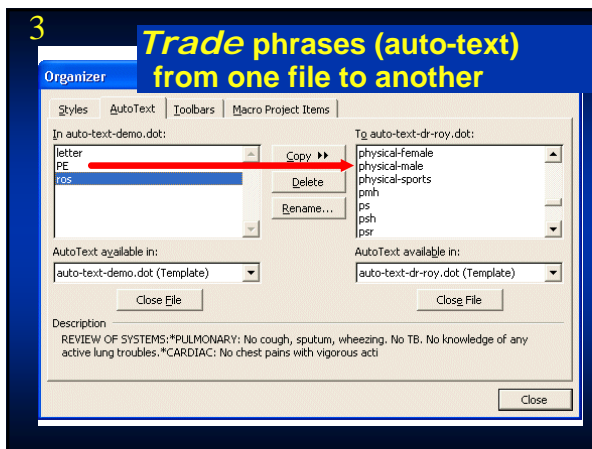 3
Trade phrases (auto-text)
from one file to another
Organizer
Styles AutoText Toolbars Macro Project Items
In auto-text-demo.dot:
To auto-text-dr-roy.dot:
letter
PE
ros
Copy
Delete
Rename...
physical-female
physical-male
physical-sports
pmh
ps
psh
psr
AutoText available in:
AutoText available in:
auto-text-demo.dot (Template)
auto-text-dr-roy.dot (Template)
Close File
Close File
Description
REVIEW OF SYSTEMS:*PULMONARY: No cough, sputum, wheezing. No TB. No knowledge of any
active lung troubles.*CARDIAC: No chest pains with vigorous acti
Close